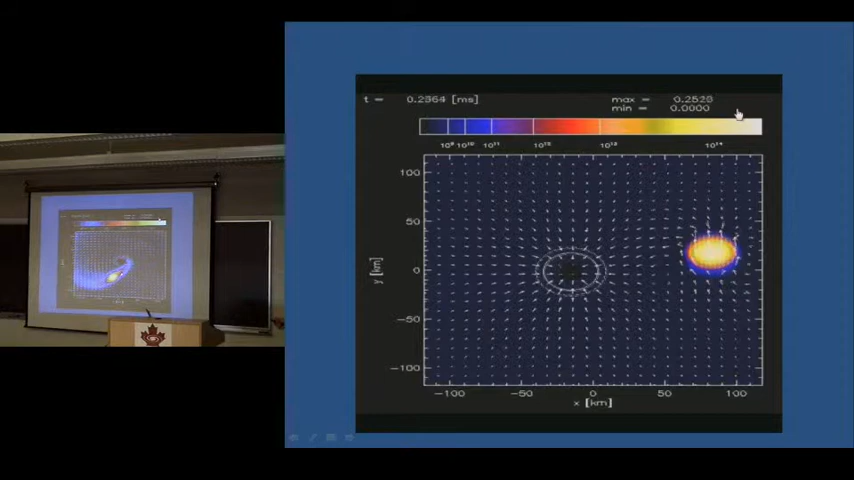 t = 0.2364 [ms]
max = 0.2528
min = 0.0000
10⁹ 10¹⁰ 10¹¹ 10¹² 10¹³ 10¹⁴
100
50
0
−50
−100
y [km]
−100 −50 0 50 100
x [km]